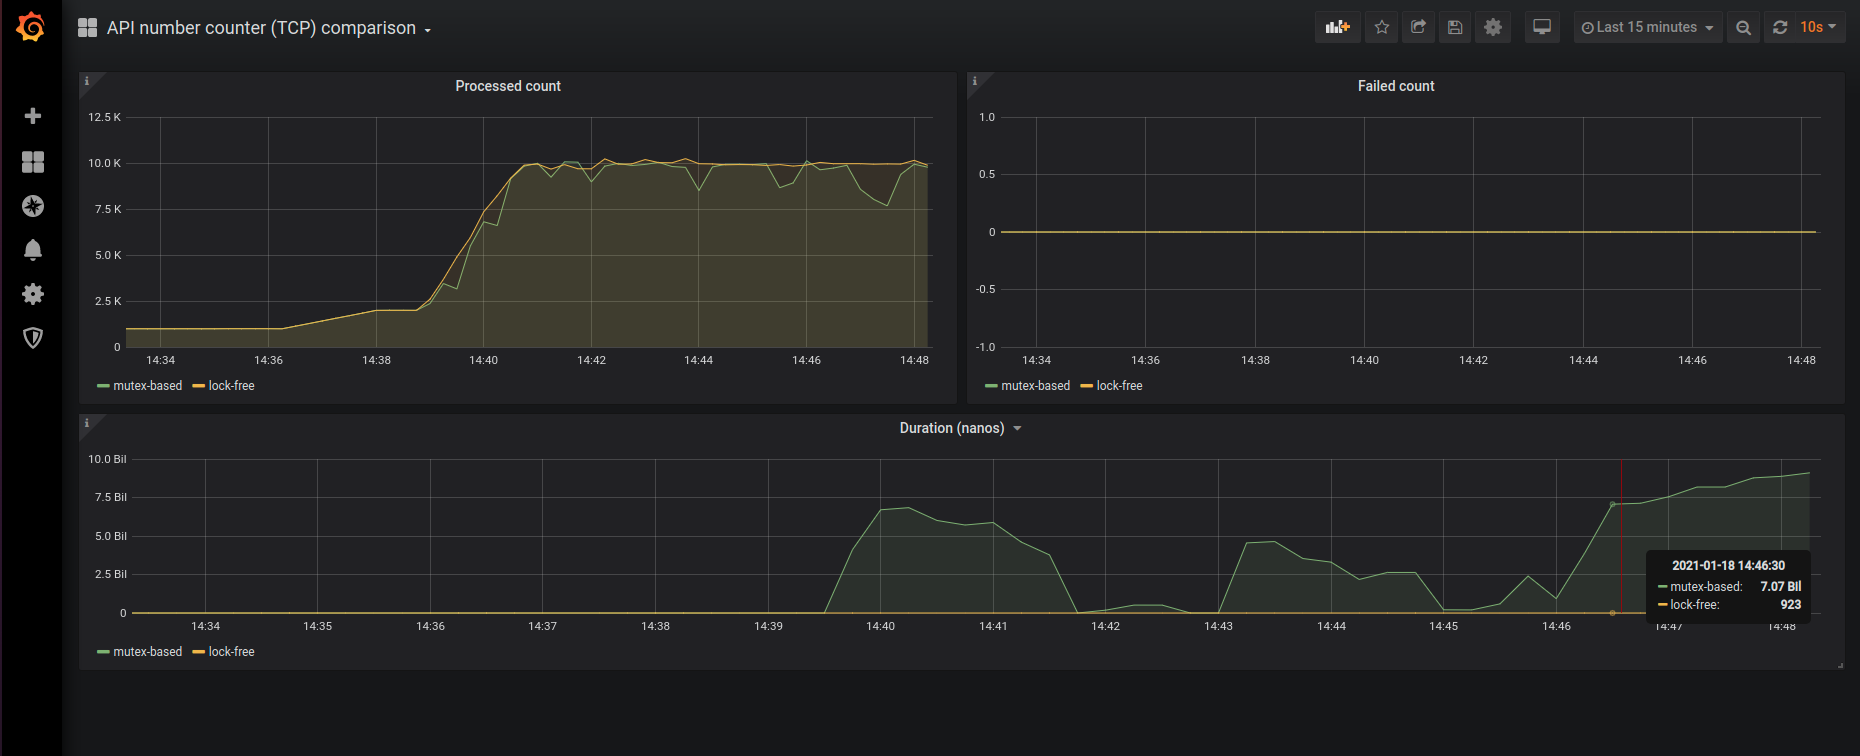 API number counter (TCP) comparison
Last 15 minutes
10s
i
Processed count
12.5 K
10.0 K
7.5 K
5.0 K
2.5 K
0
14:34 14:36 14:38 14:40 14:42 14:44 14:46 14:48
mutex-based lock-free
i
Failed count
1.0
0.5
0
-0.5
-1.0
14:34 14:36 14:38 14:40 14:42 14:44 14:46 14:48
mutex-based lock-free
i
Duration (nanos)
10.0 Bil
7.5 Bil
5.0 Bil
2.5 Bil
0
14:34 14:35 14:36 14:37 14:38 14:39 14:40 14:41 14:42 14:43 14:44 14:45 14:46 14:47 14:48
2021-01-18 14:46:30
mutex-based: 7.07 Bil
lock-free: 923
mutex-based lock-free